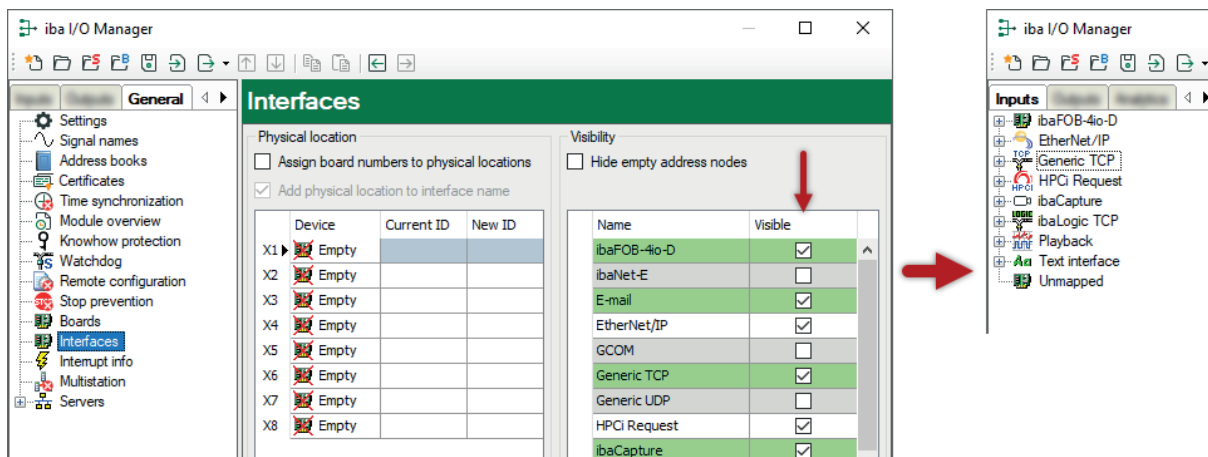 iba I/O Manager
General
Settings
Signal names
Address books
Certificates
Time synchronization
Module overview
Knowhow protection
Watchdog
Remote configuration
Stop prevention
Boards
Interfaces
Interrupt info
Multistation
Servers
Interfaces
Physical location
Assign board numbers to physical locations
Add physical location to interface name
Device Current ID New ID
X1 Empty
X2 Empty
X3 Empty
X4 Empty
X5 Empty
X6 Empty
X7 Empty
X8 Empty
Visibility
Hide empty address nodes
Name Visible
ibaFOB-4io-D
ibaNet-E
E-mail
EtherNet/IP
GCOM
Generic TCP
Generic UDP
HPCi Request
ibaCapture
iba I/O Manager
Inputs
ibaFOB-4io-D
EtherNet/IP
TCP Generic TCP
HPCi HPCi Request
ibaCapture
LOGIC ibaLogic TCP
Playback
Aa Text interface
Unmapped